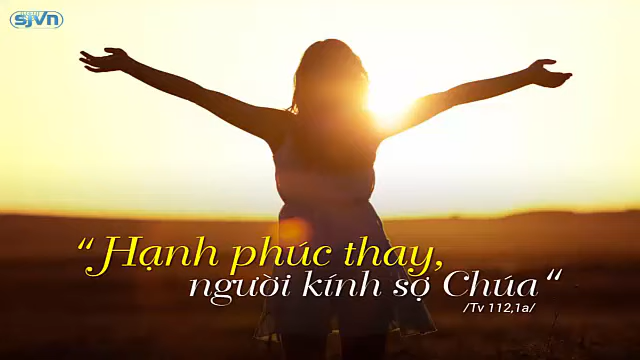 sjvn
“Hạnh phúc thay,
người kính sợ Chúa“
/Tv 112,1a/